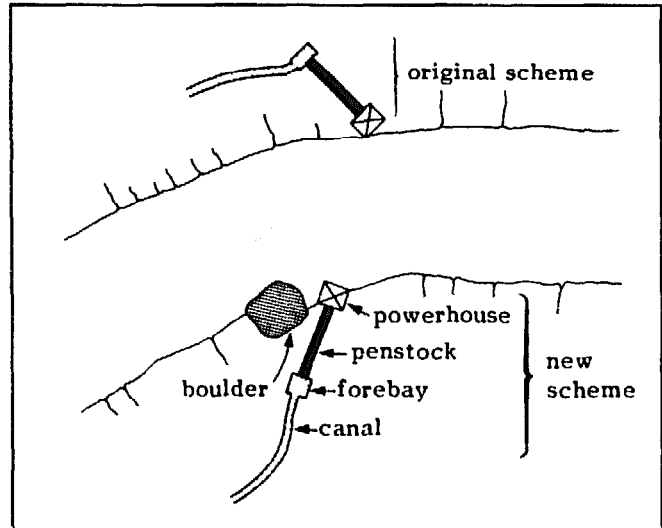 original scheme
powerhouse
penstock
boulder
forebay
canal
new
scheme